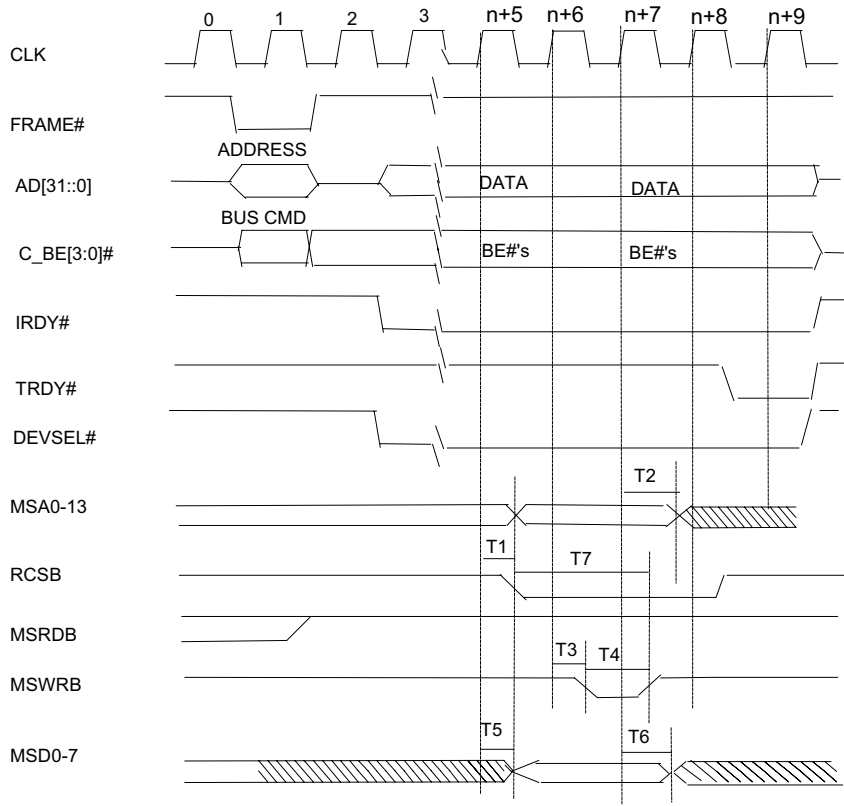 0 1 2 3 n+5 n+6 n+7 n+8 n+9
CLK
FRAME#
ADDRESS
AD[31::0] DATA DATA
BUS CMD
C_BE[3:0]# BE#'s BE#'s
IRDY#
TRDY#
DEVSEL#
T2
MSA0-13
T1 T7
RCSB
MSRDB
T3 T4
MSWRB
T5 T6
MSD0-7